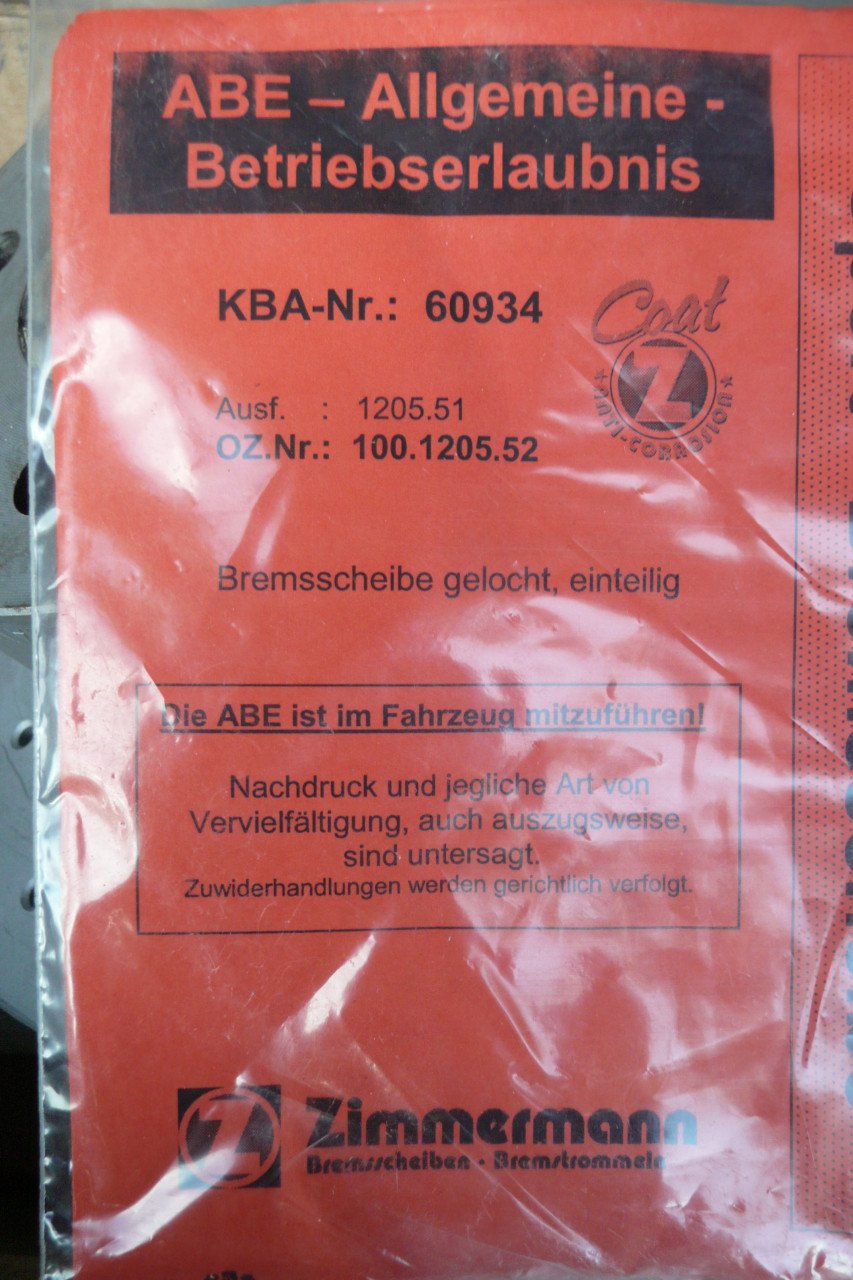 ABE – Allgemeine -
Betriebserlaubnis
KBA-Nr.: 60934
Coat
Z
ANTI-CORROSION
Ausf. : 1205.51
OZ.Nr.: 100.1205.52
Bremsscheibe gelocht, einteilig
Die ABE ist im Fahrzeug mitzuführen!
Nachdruck und jegliche Art von
Vervielfältigung, auch auszugsweise,
sind untersagt.
Zuwiderhandlungen werden gerichtlich verfolgt.
Z Zimmermann
Bremsscheiben · Bremstrommeln